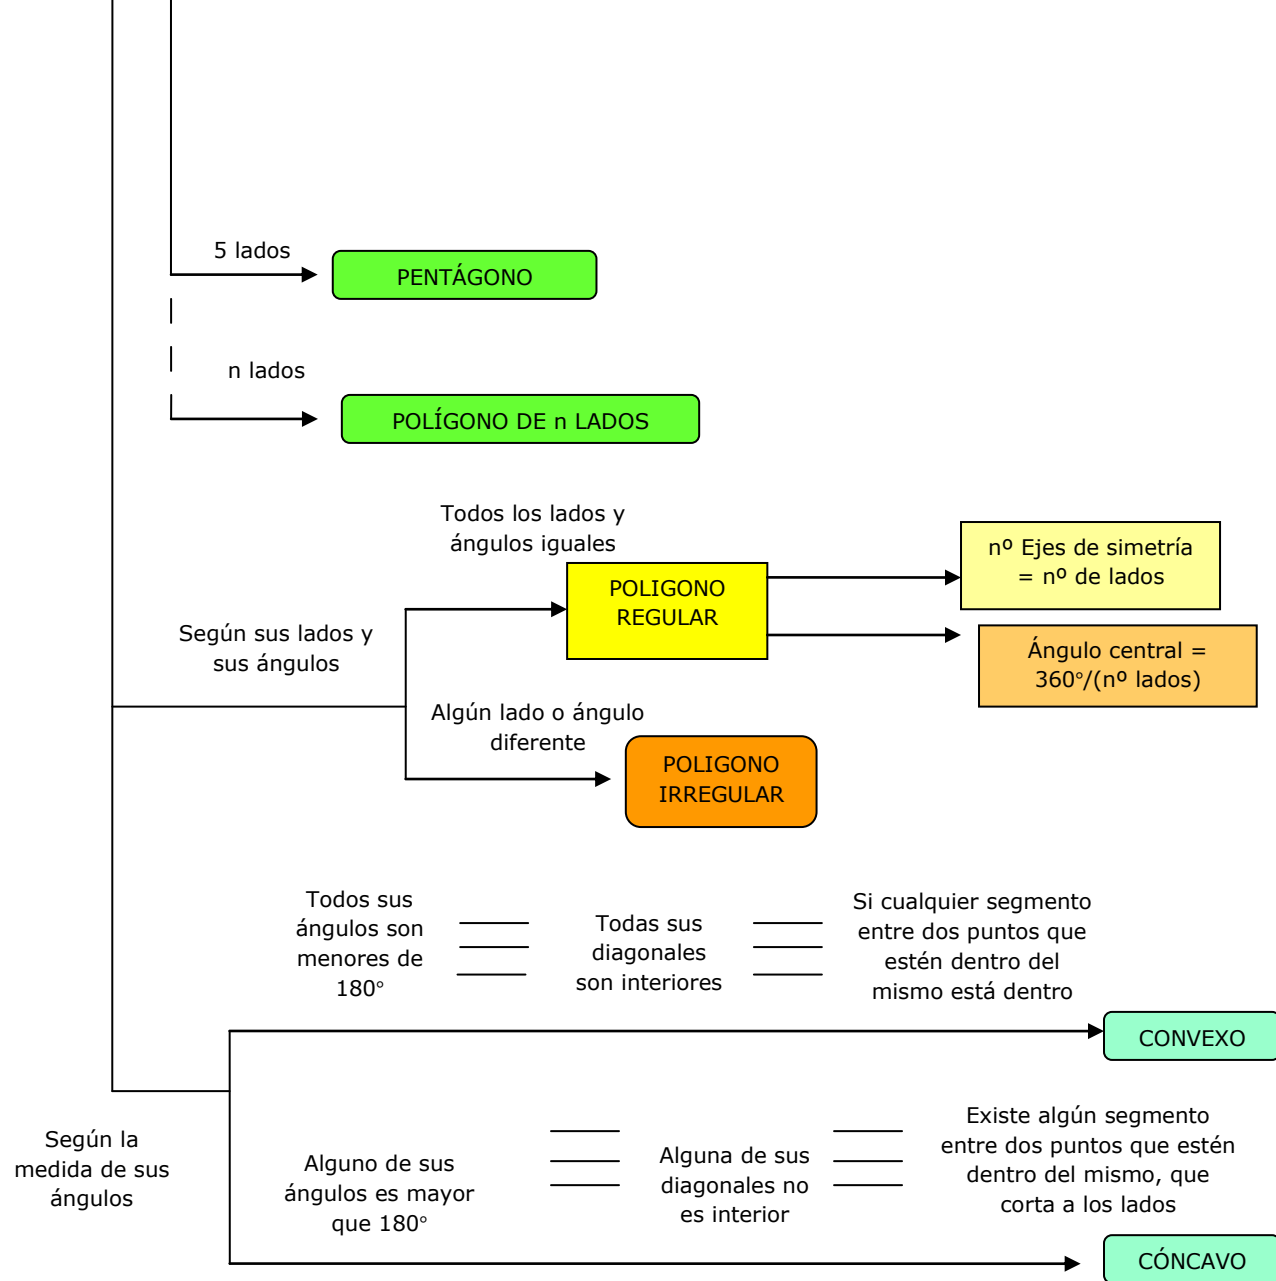 5 lados
PENTÁGONO
n lados
POLÍGONO DE n LADOS
Todos los lados y
ángulos iguales
POLIGONO
REGULAR
nº Ejes de simetría
= nº de lados
Ángulo central =
360°/(nº lados)
Según sus lados y
sus ángulos
Algún lado o ángulo
diferente
POLIGONO
IRREGULAR
Todos sus
ángulos son
menores de
180°
Todas sus
diagonales
son interiores
Si cualquier segmento
entre dos puntos que
estén dentro del
mismo está dentro
CONVEXO
Según la
medida de sus
ángulos
Alguno de sus
ángulos es mayor
que 180°
Alguna de sus
diagonales no
es interior
Existe algún segmento
entre dos puntos que estén
dentro del mismo, que
corta a los lados
CÓNCAVO